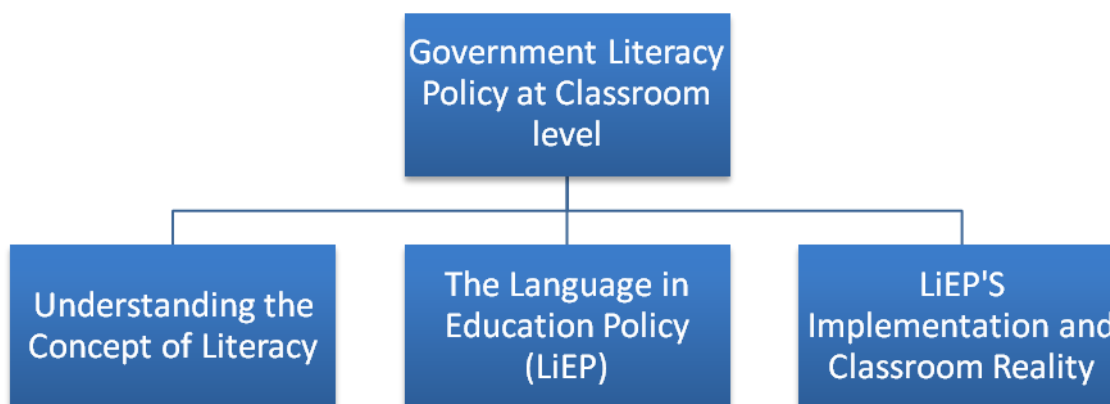 Government Literacy
Policy at Classroom
level
Understanding the
Concept of Literacy
The Language in
Education Policy
(LiEP)
LiEP'S
Implementation and
Classroom Reality